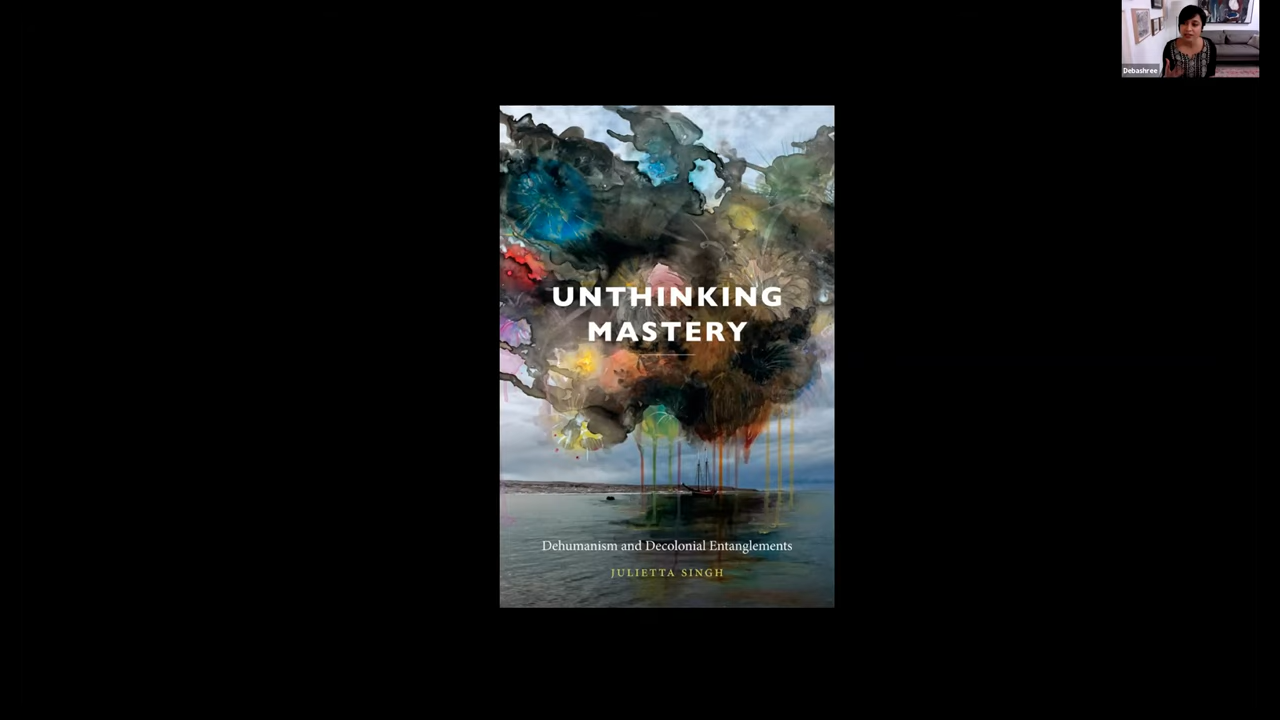 Debashree
UNTHINKING
MASTERY
Dehumanism and Decolonial Entanglements
JULIETTA SINGH